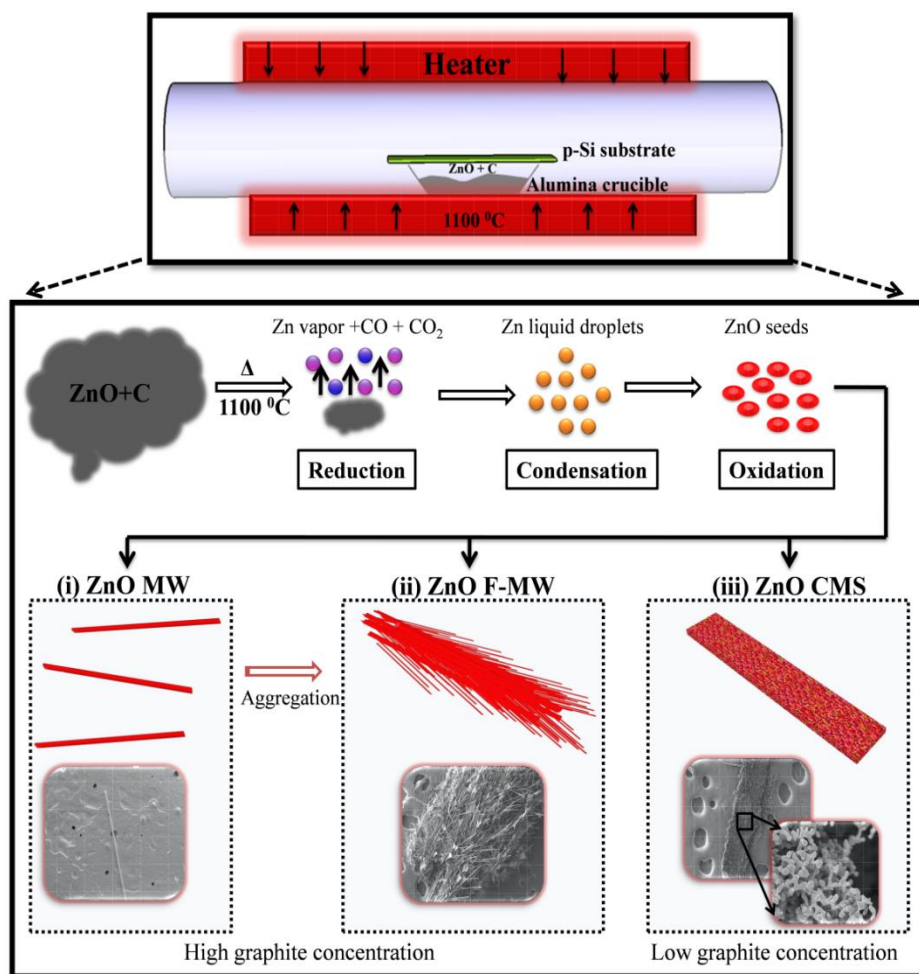 Heater
p-Si substrate
ZnO + C
Alumina crucible
1100 ⁰C
Zn vapor +CO + CO₂
Zn liquid droplets
ZnO seeds
ZnO+C
Δ
1100 ⁰C
Reduction
Condensation
Oxidation
(i) ZnO MW
(ii) ZnO F-MW
(iii) ZnO CMS
Aggregation
High graphite concentration
Low graphite concentration